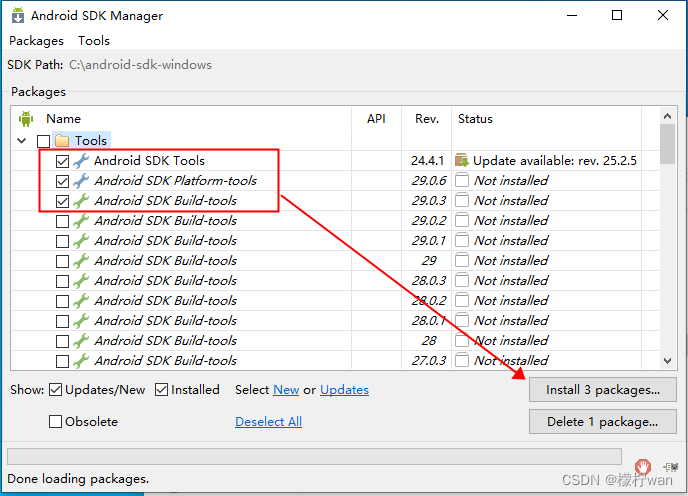 Android SDK Manager
Packages Tools
SDK Path: C:\android-sdk-windows
Packages
Name API Rev. Status
Tools
Android SDK Tools 24.4.1 Update available: rev. 25.2.5
Android SDK Platform-tools 29.0.6 Not installed
Android SDK Build-tools 29.0.3 Not installed
Android SDK Build-tools 29.0.2 Not installed
Android SDK Build-tools 29.0.1 Not installed
Android SDK Build-tools 29 Not installed
Android SDK Build-tools 28.0.3 Not installed
Android SDK Build-tools 28.0.2 Not installed
Android SDK Build-tools 28.0.1 Not installed
Android SDK Build-tools 28 Not installed
Android SDK Build-tools 27.0.3 Not installed
Show: Updates/New Installed Select New or Updates Install 3 packages...
Obsolete Deselect All Delete 1 package...
Done loading packages.
CSDN @檬柠wan